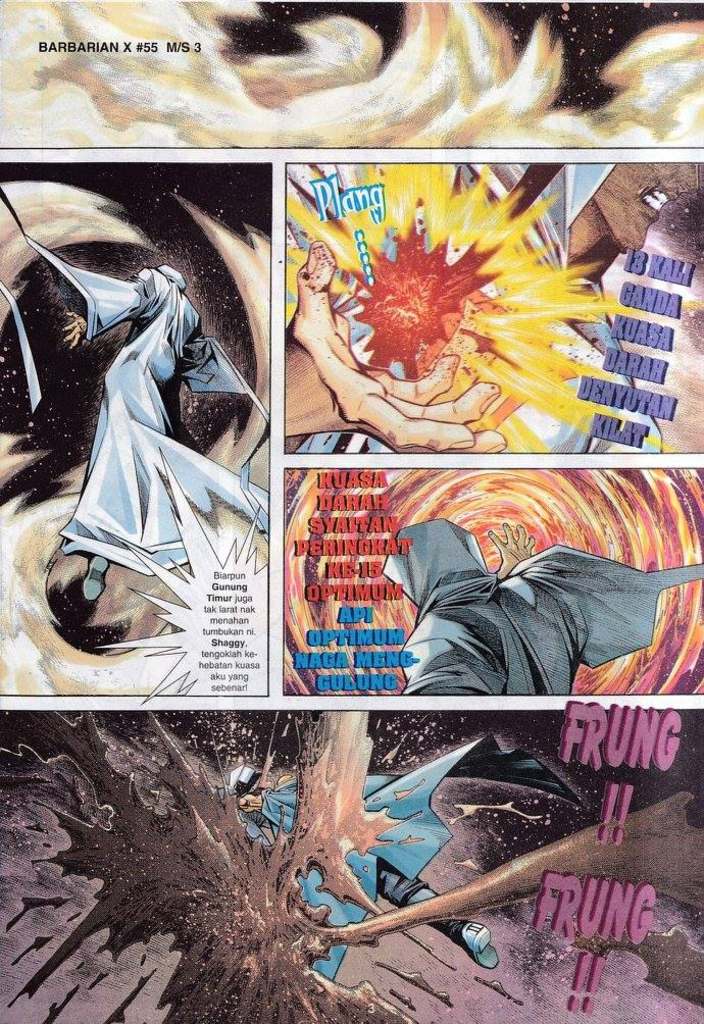 BARBARIAN X #55 M/S 3
Plang
.....
13 KALI
GANDA
KUASA
DARAH
DENYUTAN
KILAT
KUASA
DARAH
SYAITAN
PERINGKAT
KE-15
OPTIMUM
API
OPTIMUM
NAGA MENG-
GULUNG
Biarpun
Gunung
Timur juga
tak larat nak
menahan
tumbukan ni.
Shaggy,
tengoklah ke-
hebatan kuasa
aku yang
sebenar!
FRUNG
!!
FRUNG
!!
3